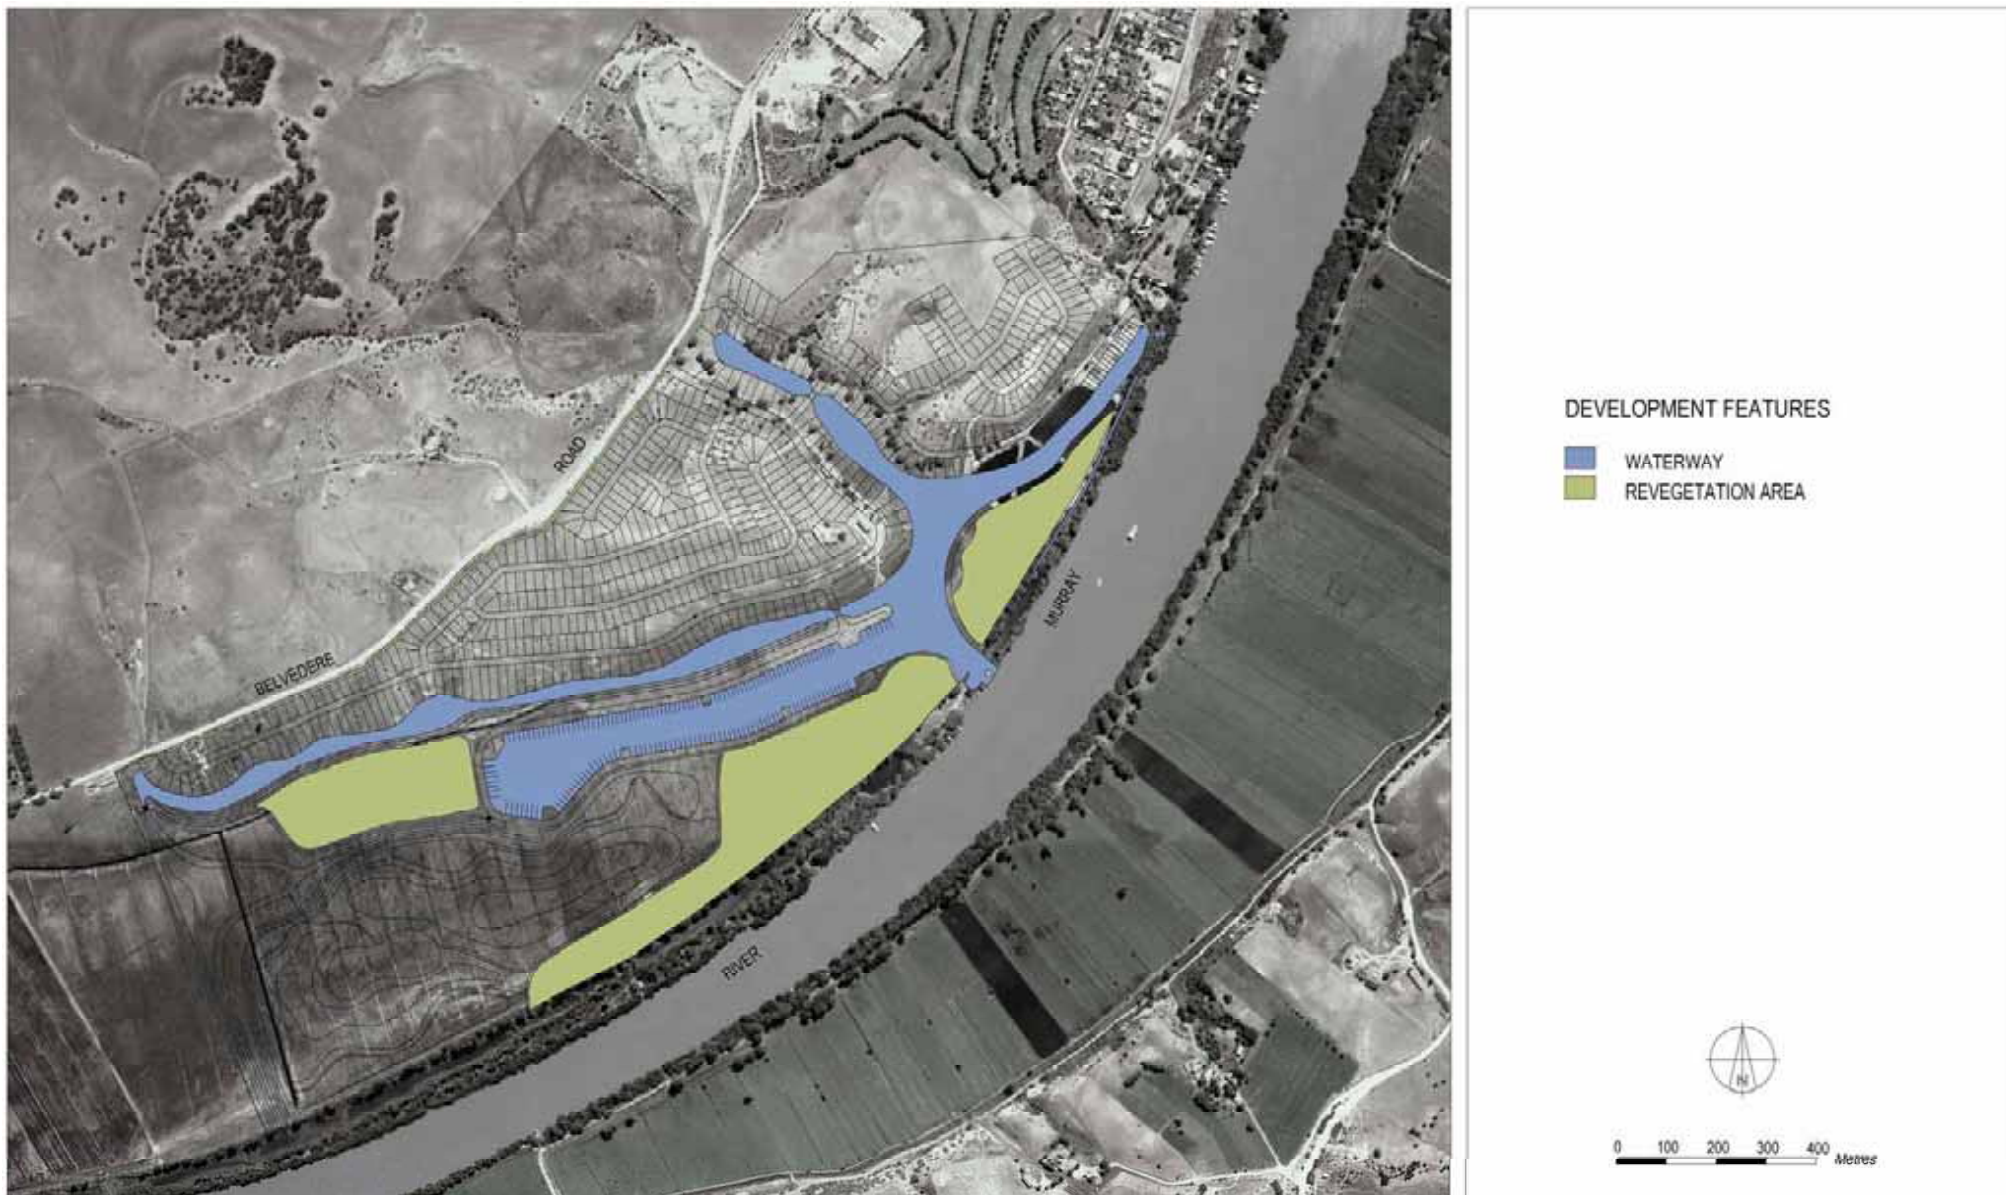 ROAD
BELVEDERE
MURRAY
RIVER
DEVELOPMENT FEATURES
WATERWAY
REVEGETATION AREA
N
0 100 200 300 400 Metres